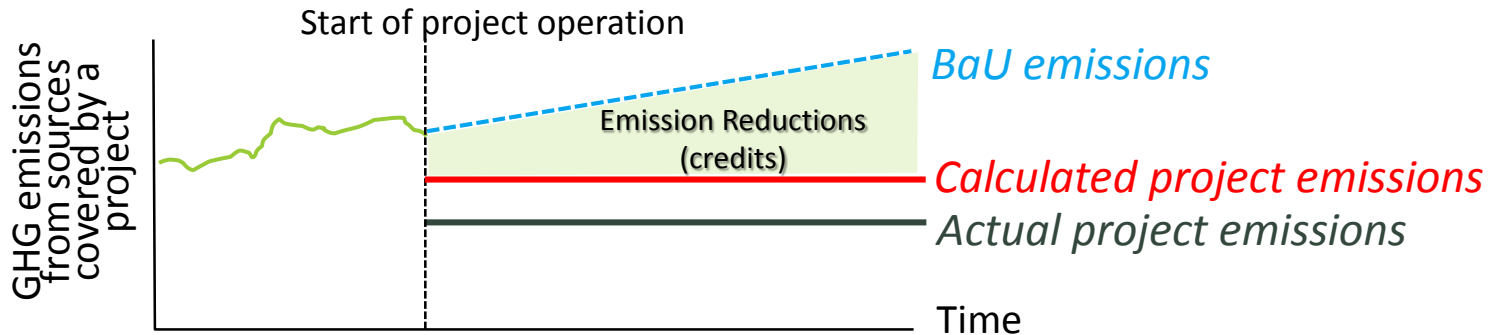 Start of project operation
GHG emissions
from sources
covered by a
project
BaU emissions
Emission Reductions
(credits)
Calculated project emissions
Actual project emissions
Time